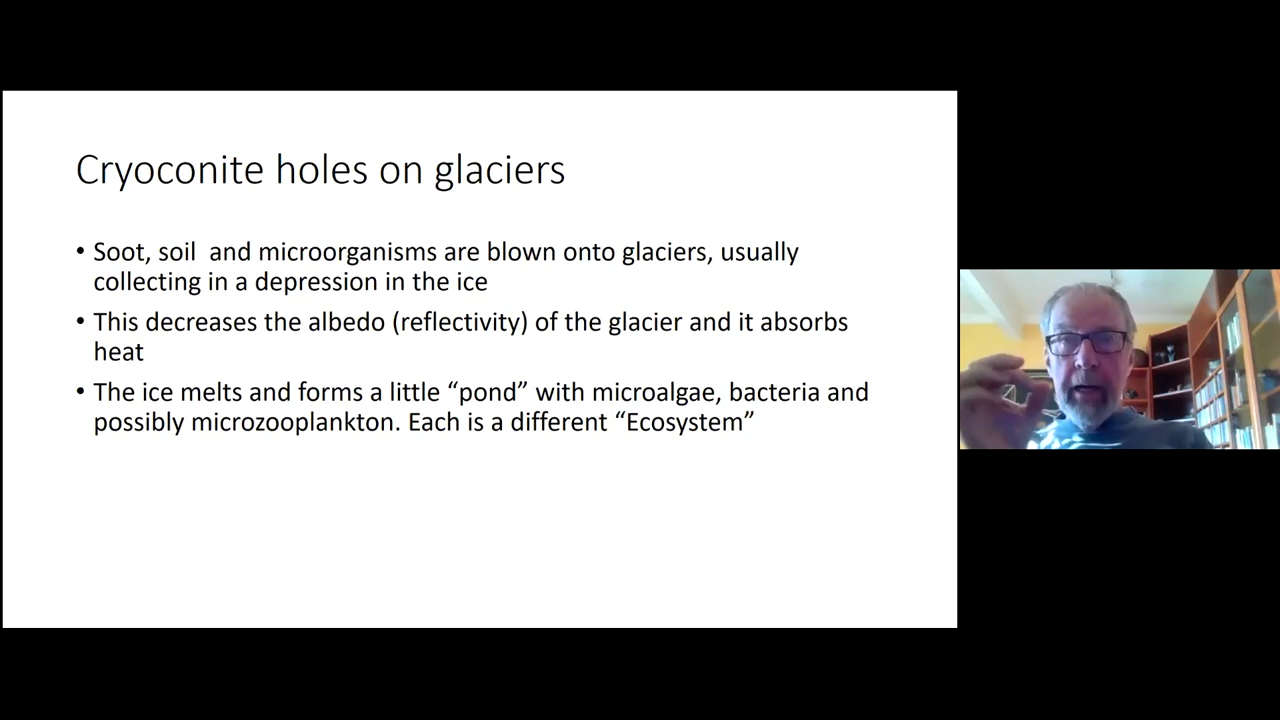 Cryoconite holes on glaciers
• Soot, soil  and microorganisms are blown onto glaciers, usually
collecting in a depression in the ice
• This decreases the albedo (reflectivity) of the glacier and it absorbs
heat
• The ice melts and forms a little “pond” with microalgae, bacteria and
possibly microzooplankton. Each is a different “Ecosystem”